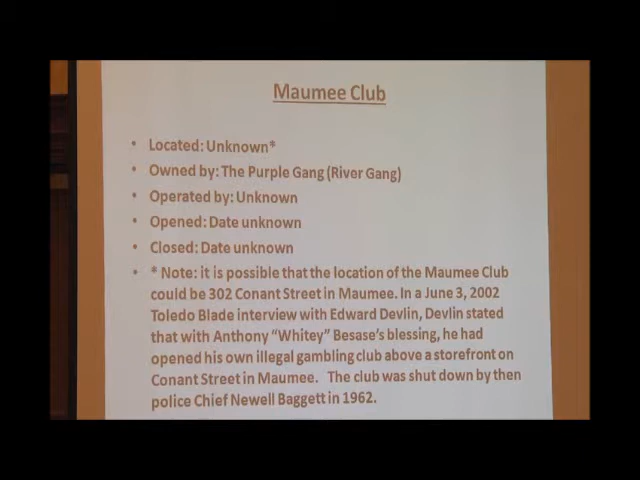 Maumee Club
• Located: Unknown*
• Owned by: The Purple Gang (River Gang)
• Operated by: Unknown
• Opened: Date unknown
• Closed: Date unknown
• * Note: it is possible that the location of the Maumee Club
could be 302 Conant Street in Maumee. In a June 3, 2002
Toledo Blade interview with Edward Devlin, Devlin stated
that with Anthony “Whitey” Besase’s blessing, he had
opened his own illegal gambling club above a storefront on
Conant Street in Maumee. The club was shut down by then
police Chief Newell Baggett in 1962.